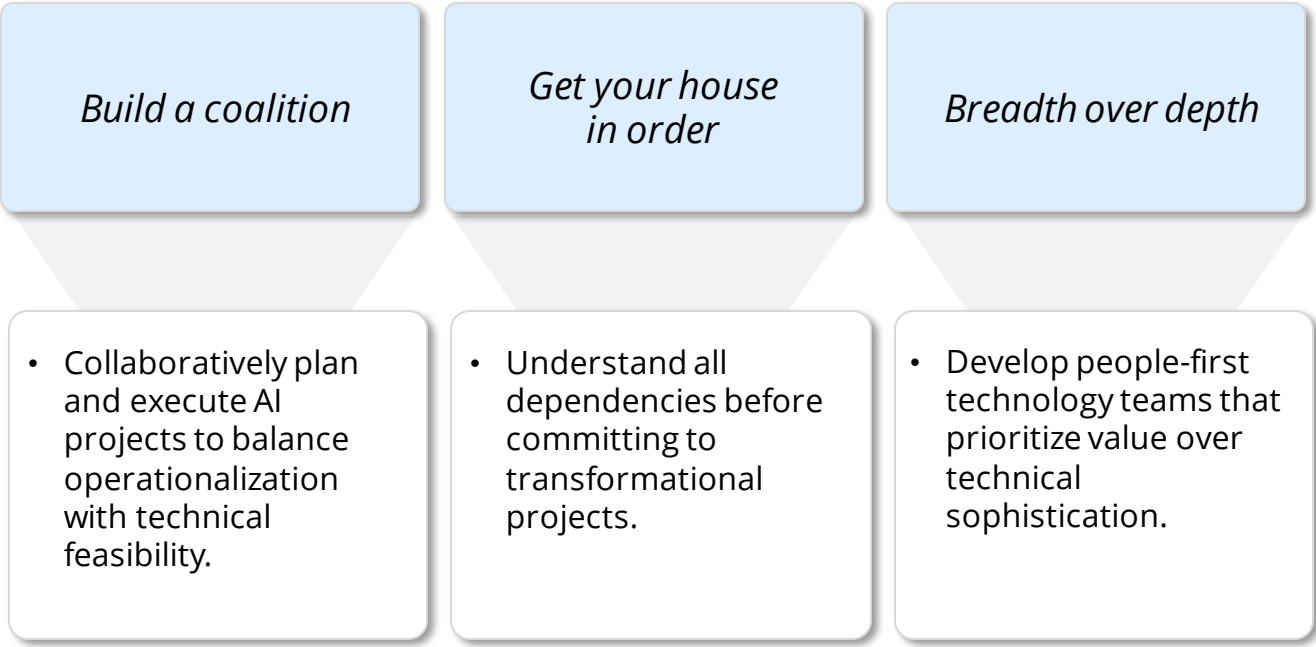 Build a coalition
Get your house
in order
Breadth over depth
• Collaboratively plan
and execute AI
projects to balance
operationalization
with technical
feasibility.
• Understand all
dependencies before
committing to
transformational
projects.
• Develop people-first
technology teams that
prioritize value over
technical
sophistication.